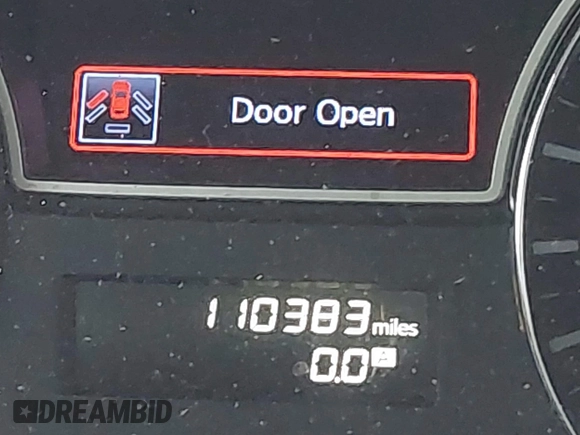 Door Open
110383 miles
0.0
DREAMBID